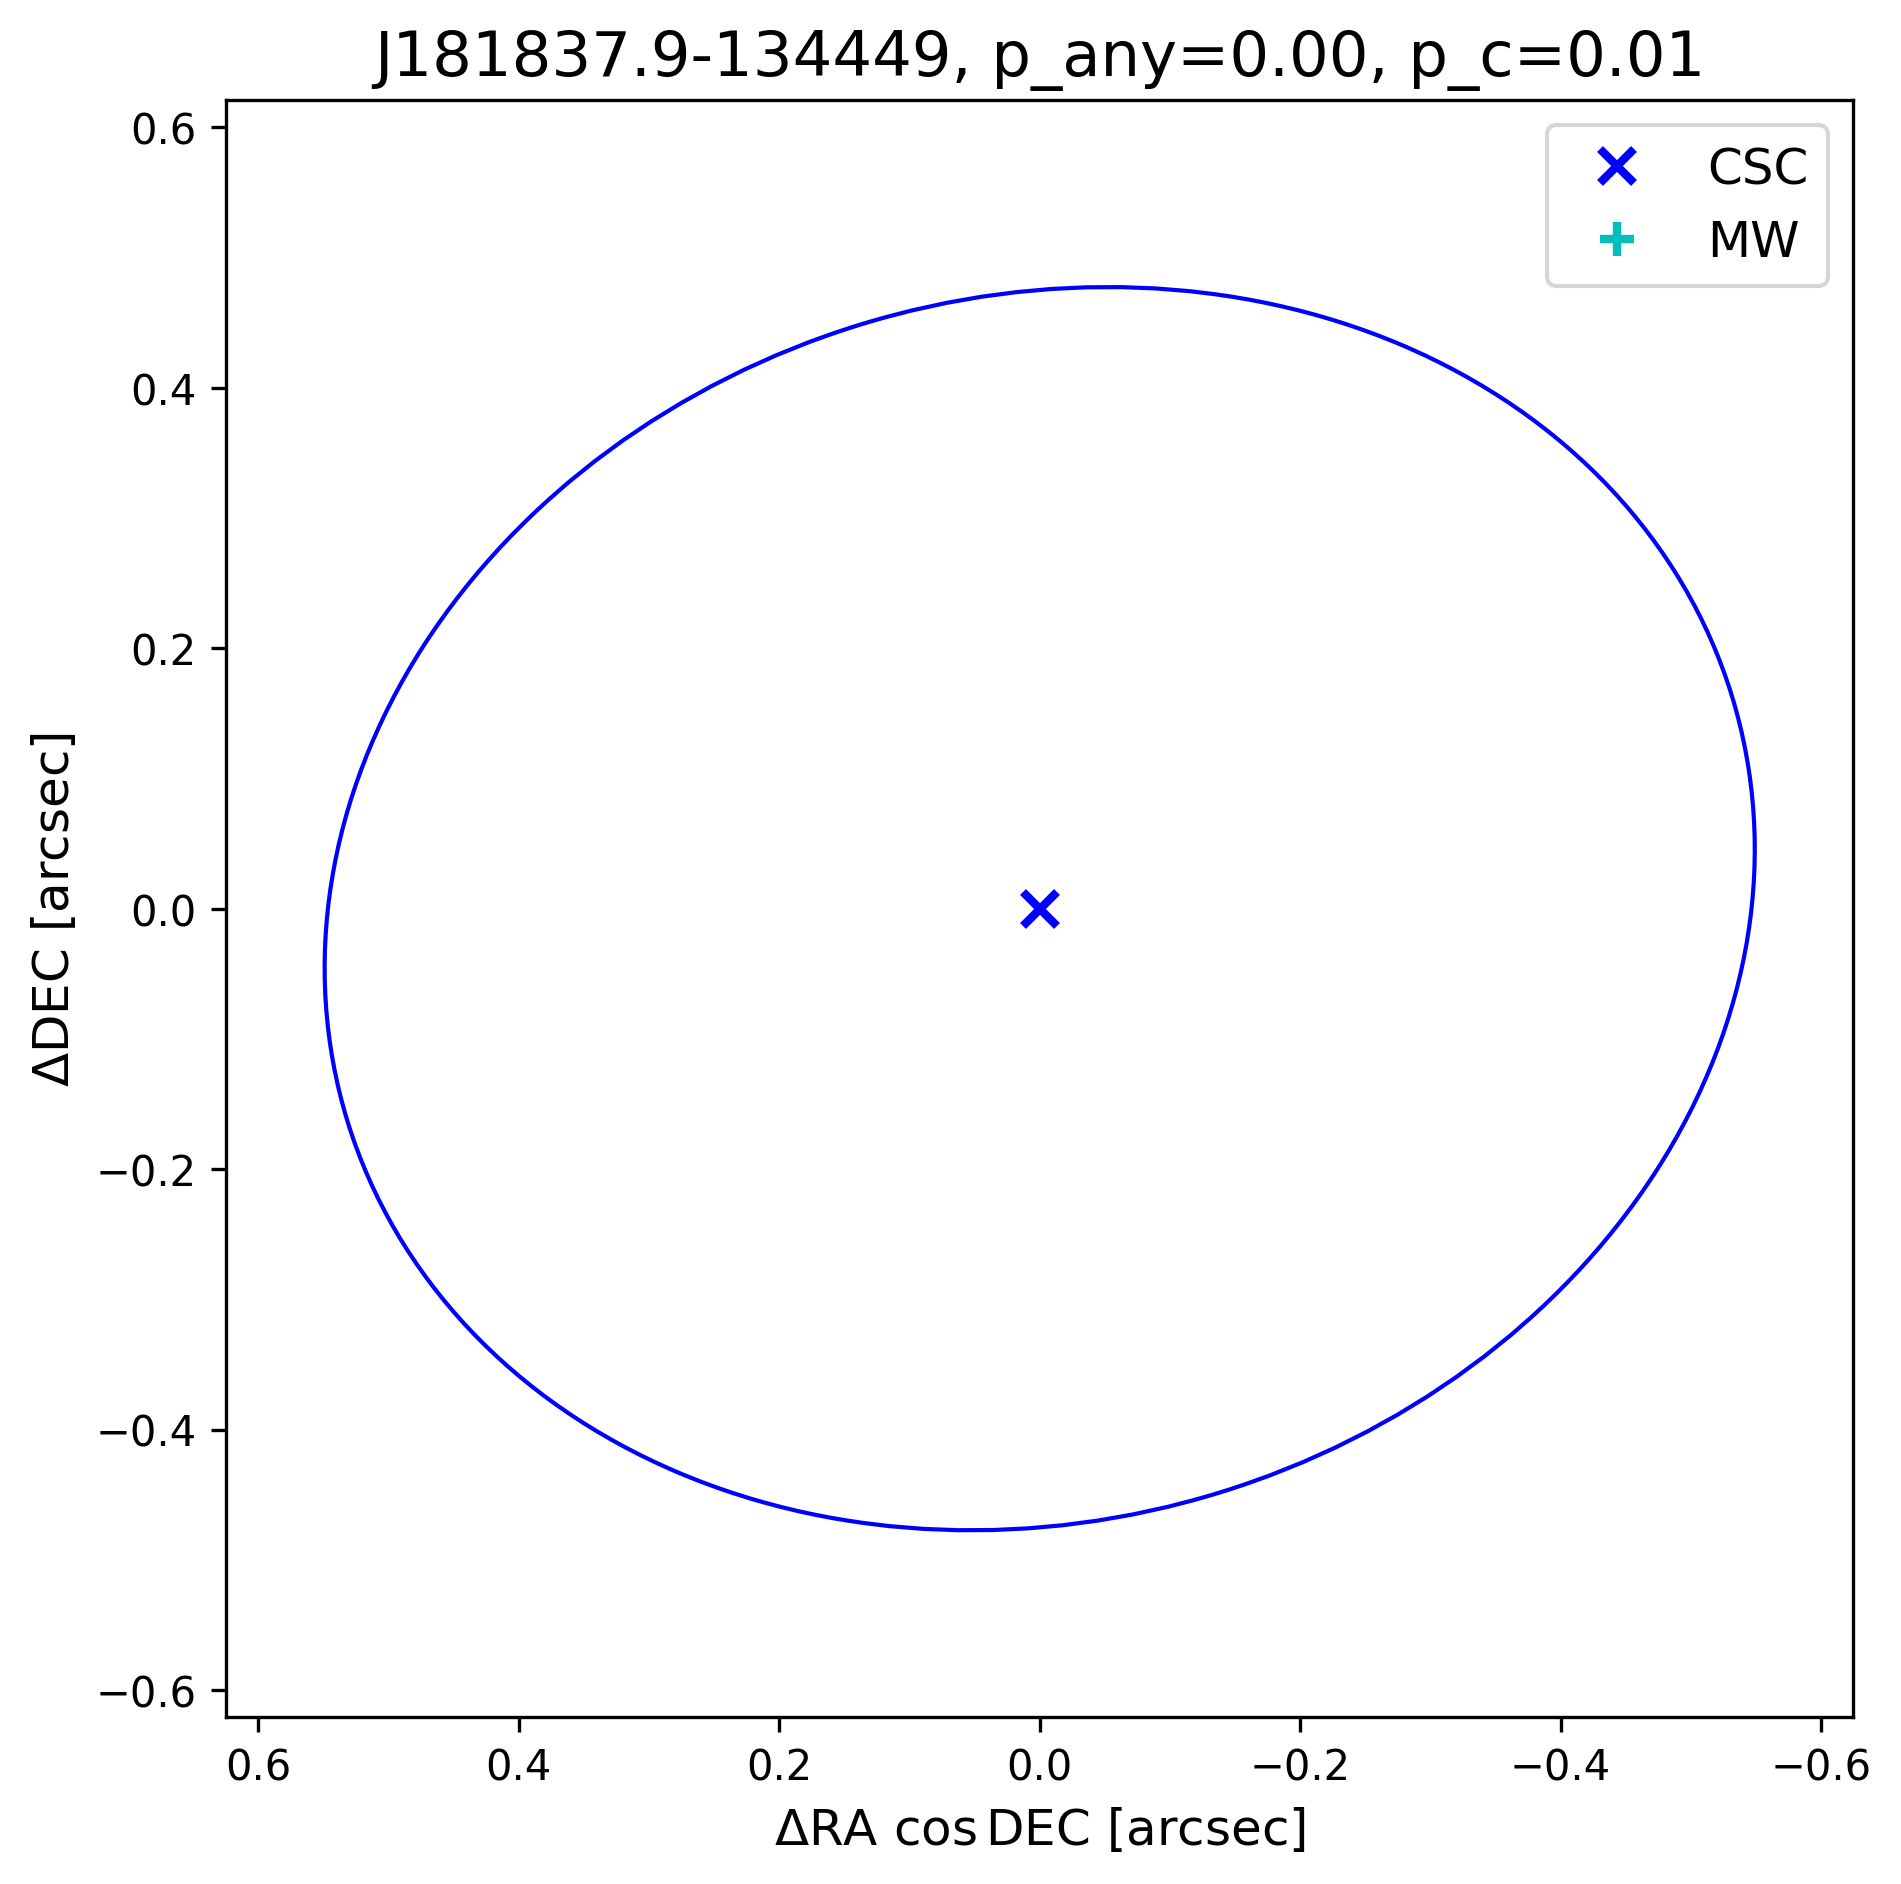 J181837.9-134449, p_any=0.00, p_c=0.01
CSC
MW
0.6
0.4
0.2
0.0
−0.2
−0.4
−0.6
ΔDEC [arcsec]
0.6 0.4 0.2 0.0 −0.2 −0.4 −0.6
ΔRA cos DEC [arcsec]